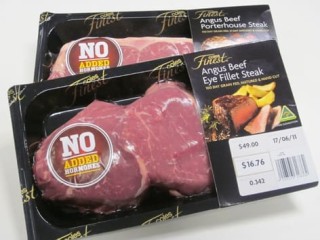 Finest
Angus Beef
Porterhouse Steak
NO
ADDED
Finest
Angus Beef
Eye Fillet Steak
NO
ADDED
HORMONES
$49.00
17/06/11
$16.76
0.342